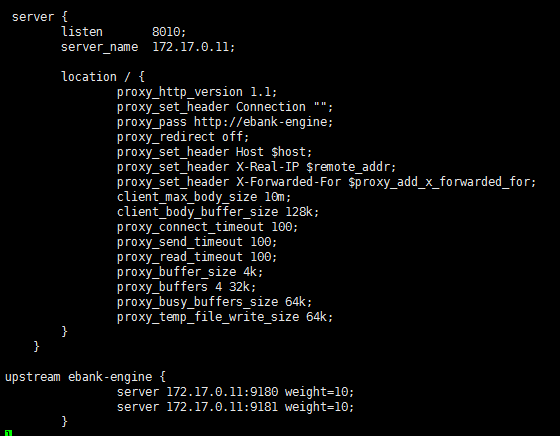 server {
listen 8010;
server_name 172.17.0.11;
location / {
proxy_http_version 1.1;
proxy_set_header Connection "";
proxy_pass http://ebank-engine;
proxy_redirect off;
proxy_set_header Host $host;
proxy_set_header X-Real-IP $remote_addr;
proxy_set_header X-Forwarded-For $proxy_add_x_forwarded_for;
client_max_body_size 10m;
client_body_buffer_size 128k;
proxy_connect_timeout 100;
proxy_send_timeout 100;
proxy_read_timeout 100;
proxy_buffer_size 4k;
proxy_buffers 4 32k;
proxy_busy_buffers_size 64k;
proxy_temp_file_write_size 64k;
}
}
upstream ebank-engine {
server 172.17.0.11:9180 weight=10;
server 172.17.0.11:9181 weight=10;
}